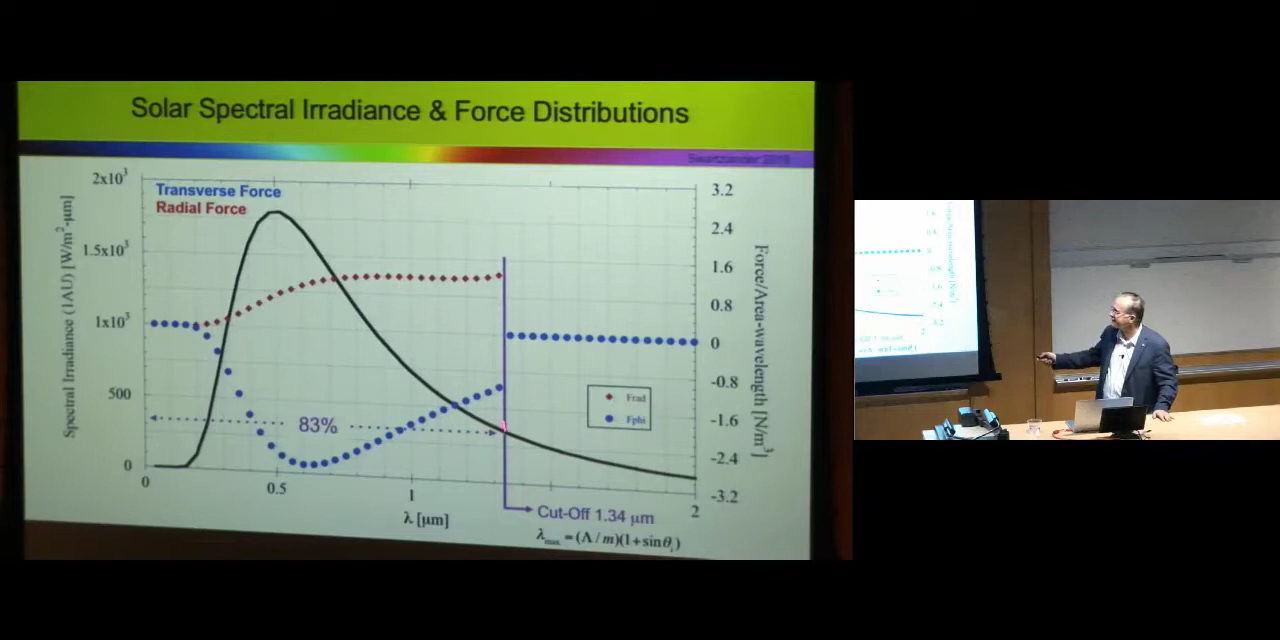 Solar Spectral Irradiance & Force Distributions
Swartzlander 2019
Transverse Force
Radial Force
Spectral Irradiance (1AU) [W/m²-μm]
2x10³
1.5x10³
1x10³
500
0
3.2
2.4
1.6
0.8
0
-0.8
-1.6
-2.4
-3.2
Force/Area-wavelength [N/m³]
Frad
Fphi
83%
0
0.5
1
2
λ [μm]
Cut-Off 1.34 μm
λmax = (Λ / m)(1+sinθi)